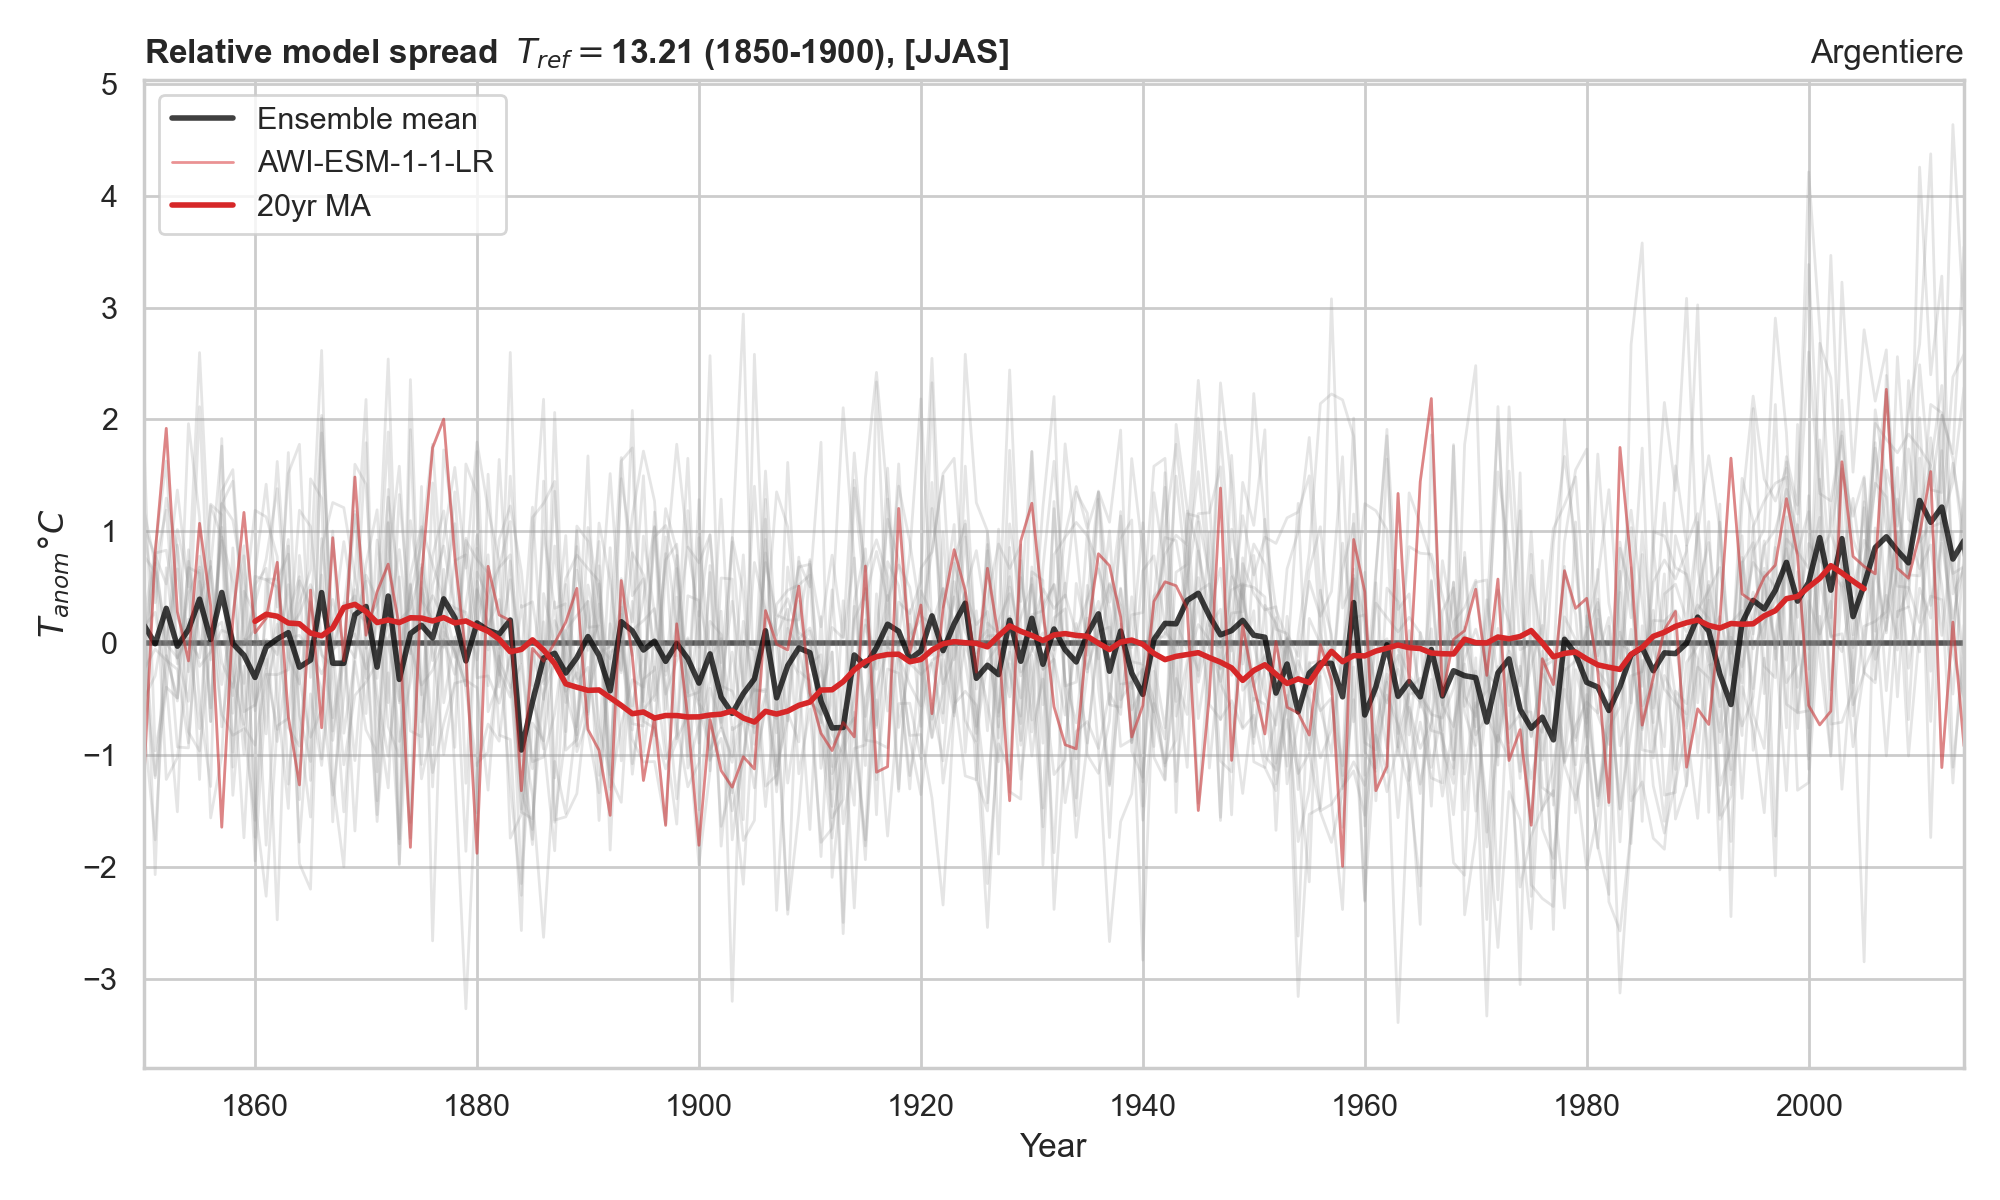 Relative model spread T_ref = 13.21 (1850-1900), [JJAS]
Argentiere
Ensemble mean
AWI-ESM-1-1-LR
20yr MA
5
4
3
2
1
0
−1
−2
−3
T_anom°C
1860 1880 1900 1920 1940 1960 1980 2000
Year